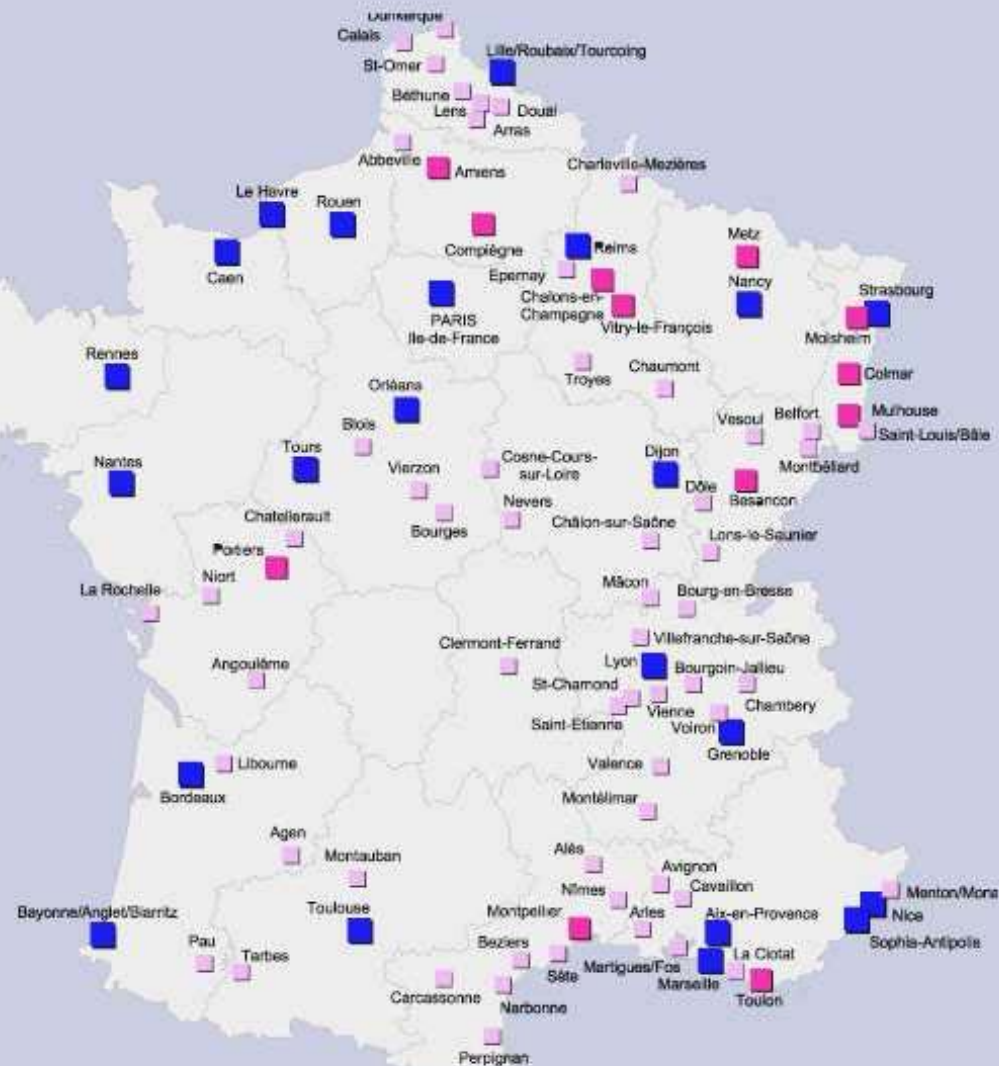 Dunkerque
Calais
Lille/Roubaix/Tourcoing
St-Omer
Béthune
Lens
Douai
Arras
Abbeville
Amiens
Charleville-Mezières
Le Havre
Rouen
Compiègne
Reims
Metz
Caen
Epernay
Nancy
Strasbourg
PARIS
Ile-de-France
Chalons-en-
Champagne
Vitry-le-François
Molsheim
Rennes
Troyes
Chaumont
Colmar
Orléans
Blois
Vesoul
Belfort
Mulhouse
Saint-Louis/Bâle
Montbéliard
Nantes
Tours
Vierzon
Cosne-Cours-
sur-Loire
Dijon
Dôle
Besancon
Chatellerault
Bourges
Nevers
Châlon-sur-Saône
Lons-le-Saunier
Poitiers
Niort
La Rochelle
Mâcon
Bourg-en-Bresse
Clermont-Ferrand
Villefranche-sur-Saône
Lyon
Bourgoin-Jallieu
Angoulême
St-Chamond
Chambery
Vienne
Saint-Etienne
Voiron
Grenoble
Libourne
Valence
Bordeaux
Montélimar
Agen
Montauban
Alès
Avignon
Cavaillon
Nîmes
Menton/Mona
Bayonne/Anglet/Biarritz
Toulouse
Montpellier
Arles
Aix-en-Provence
Nice
Sophia-Antipolis
Pau
Tarbes
Beziers
Sète
Martigues/Fos
La Ciotat
Marseille
Toulon
Carcassonne
Narbonne
Perpignan